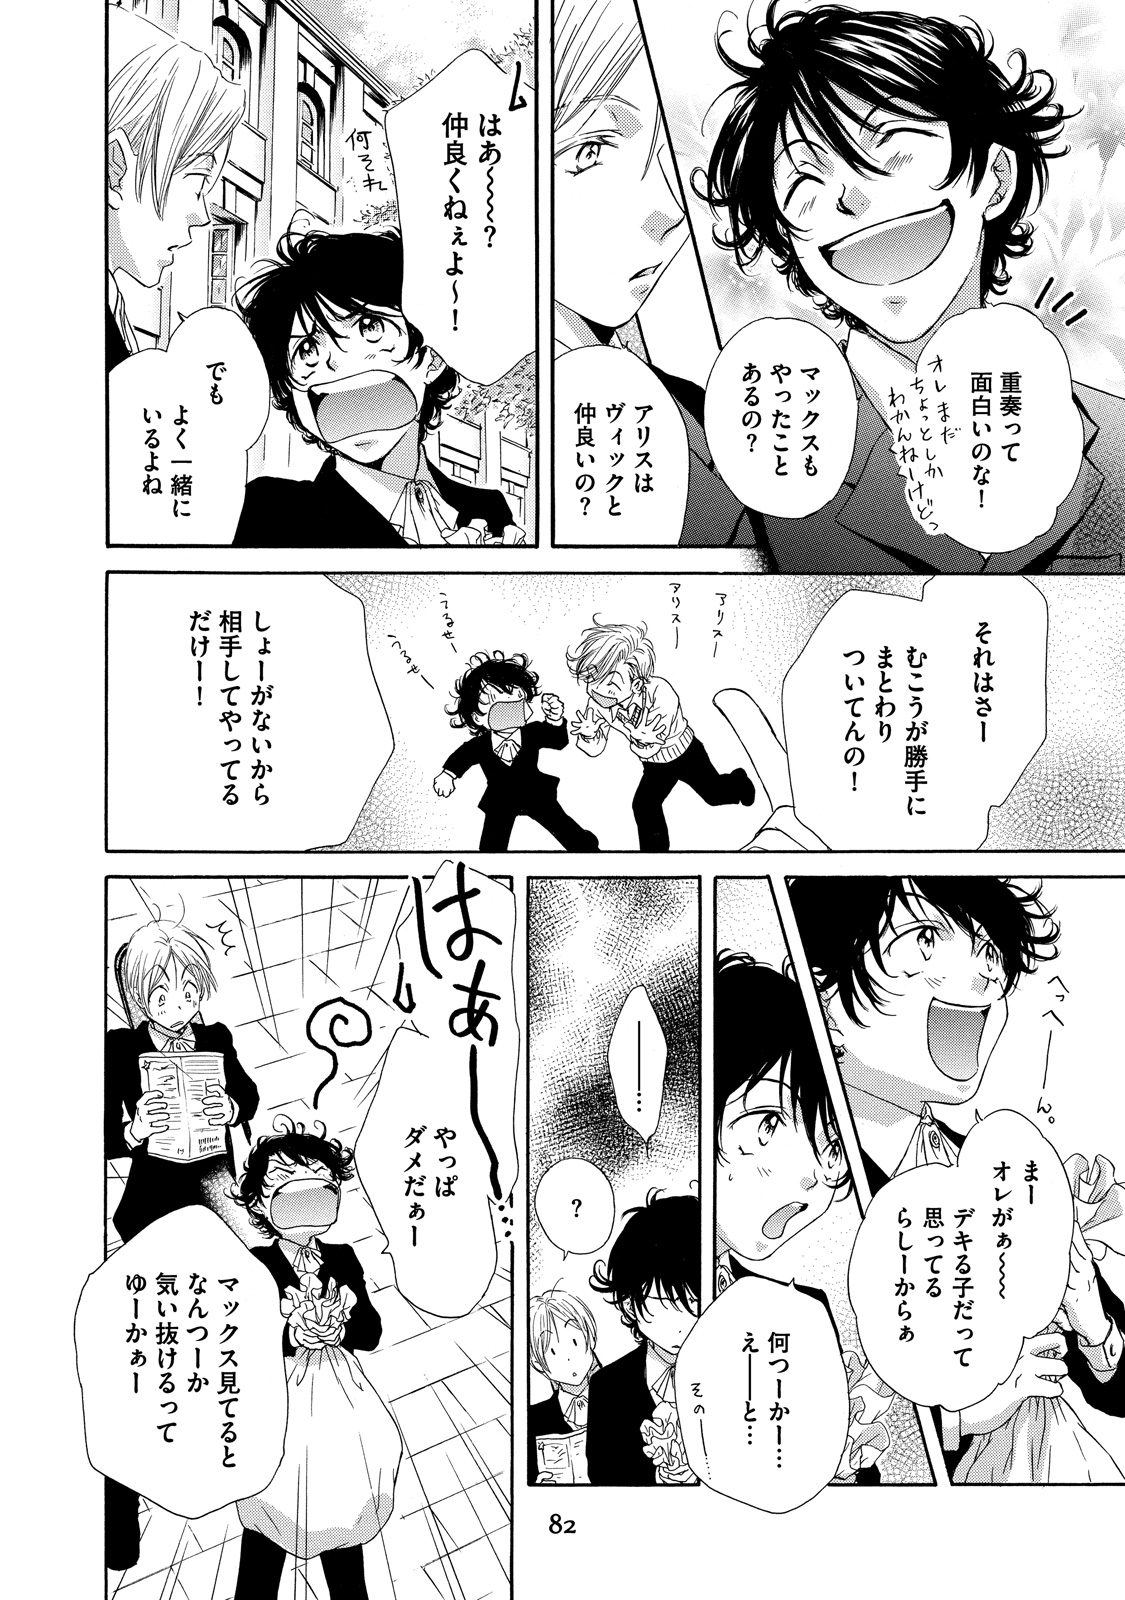 重奏って
面白いのな！
オレまだ
ちょっとしか
わかんねーけどっ
マックスも
やったこと
あるの？
アリスは
ヴィックと
仲良いの？
はあ〜〜〜？
仲良くねぇよ〜！
何それ
でも
よく一緒に
いるよね
それはさー
むこうが勝手に
まとわり
ついてんの！
アリスー
アリスー
うるせー
うるせー
しょーがないから
相手してやってる
だけー！
へっへーん。
まー
オレがぁ〜〜〜
デキる子だって
思ってる
らしーからぁ
何つーか…
えーーと…
その
――…
？
はぁー
やっぱ
ダメだぁー
マックス見てると
なんつーか
気い抜けるって
ゆーかぁー
82